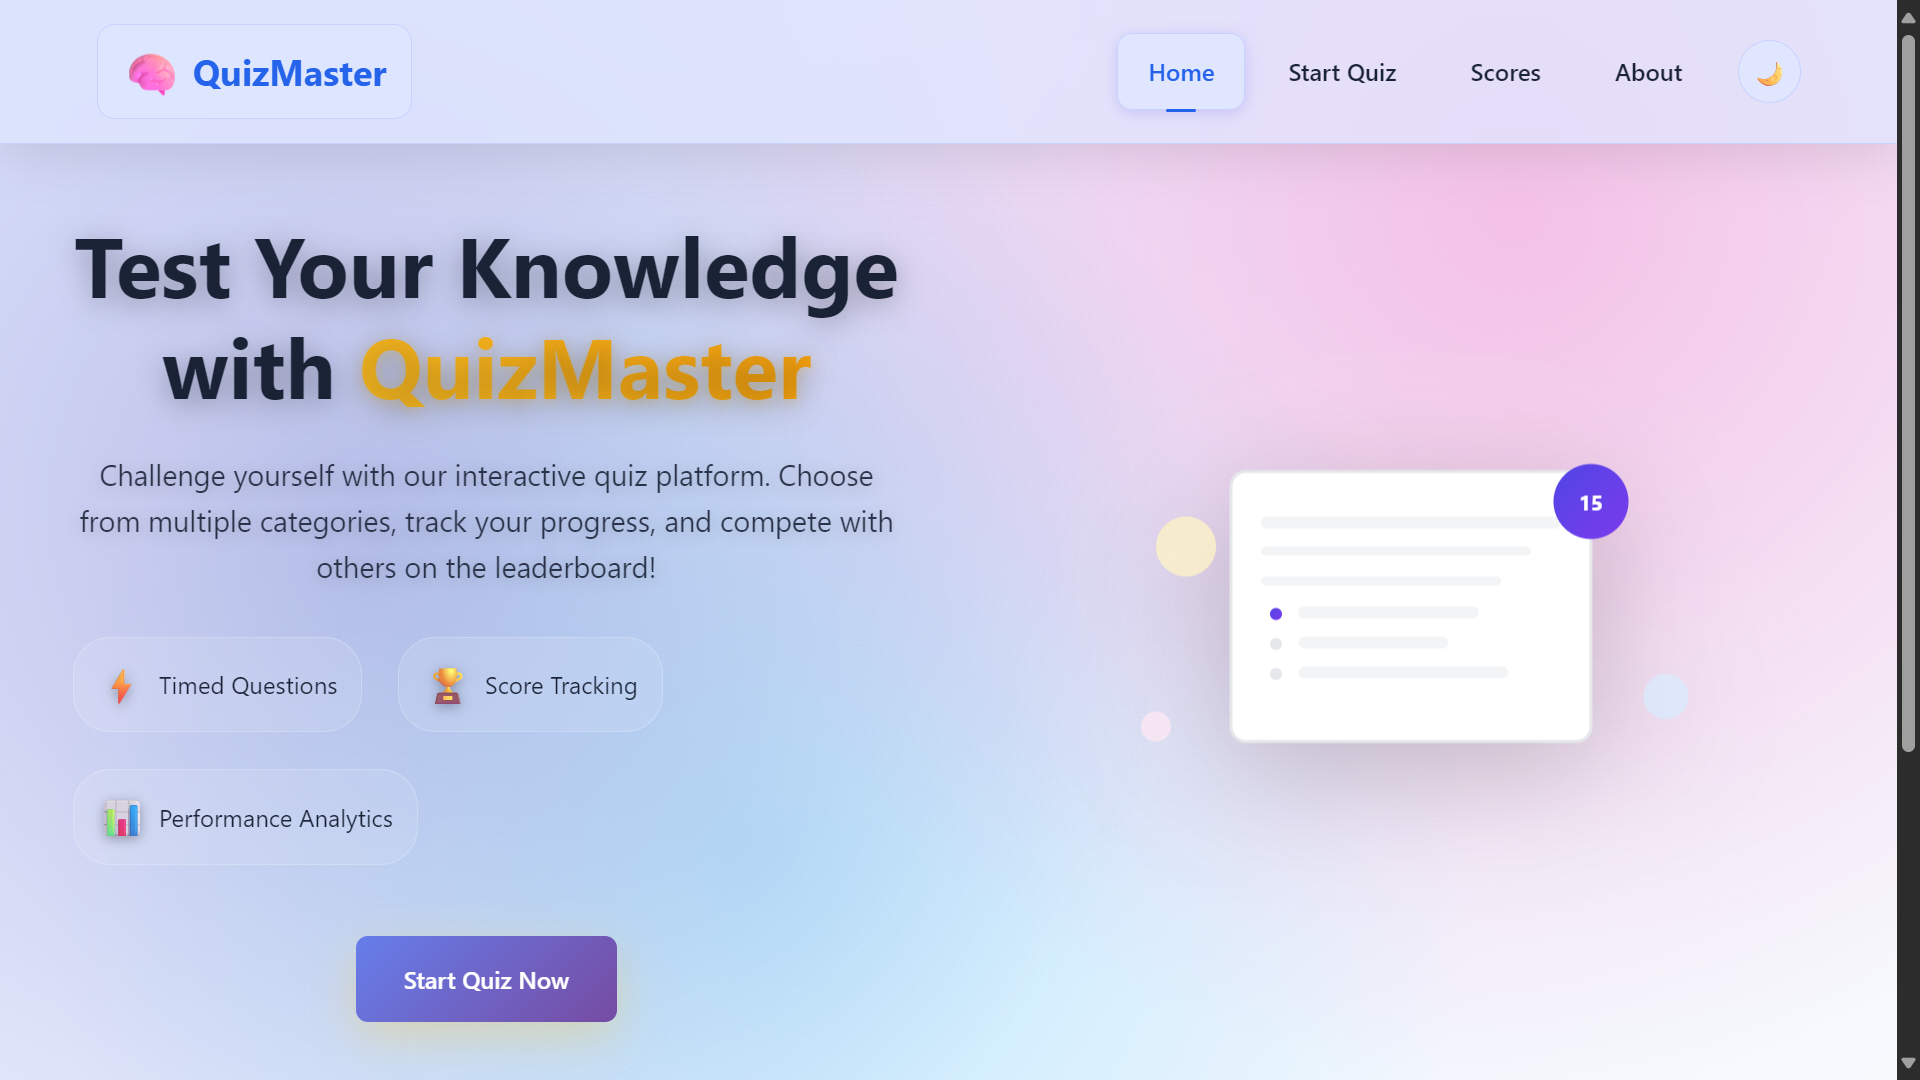 QuizMaster
Home
Start Quiz
Scores
About
Test Your Knowledge
with QuizMaster
Challenge yourself with our interactive quiz platform. Choose
from multiple categories, track your progress, and compete with
others on the leaderboard!
15
Timed Questions
Score Tracking
Performance Analytics
Start Quiz Now